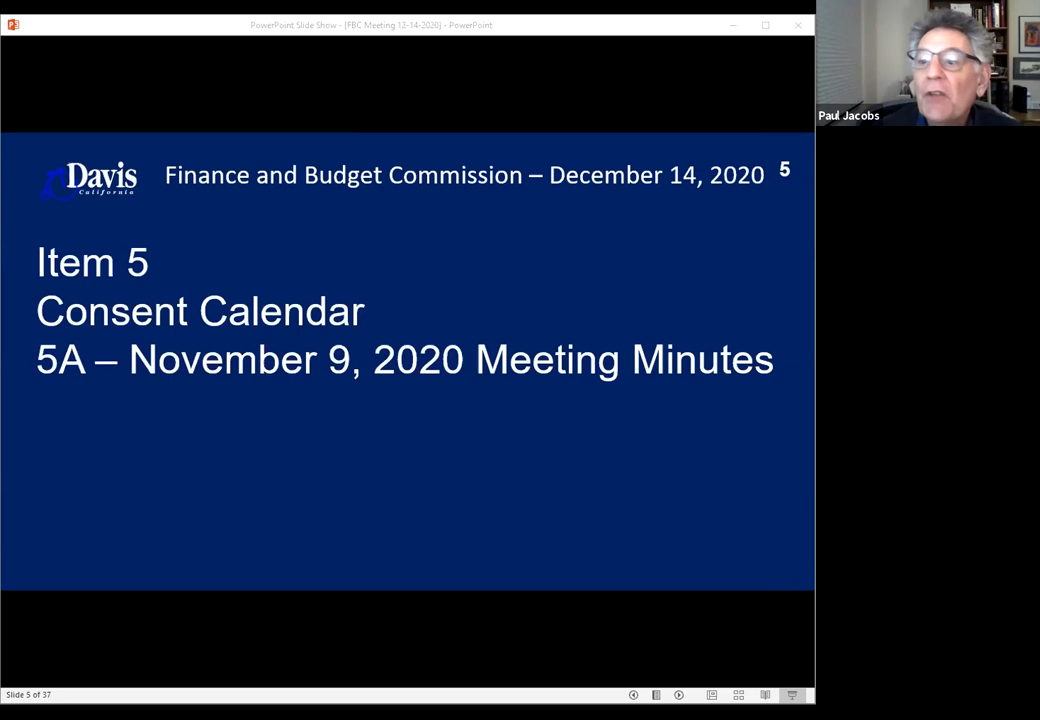 PowerPoint Slide Show - [FBC Meeting 12-14-2020] - PowerPoint
Paul Jacobs
Davis
California
Finance and Budget Commission – December 14, 2020 5
Item 5
Consent Calendar
5A – November 9, 2020 Meeting Minutes
Slide 5 of 37